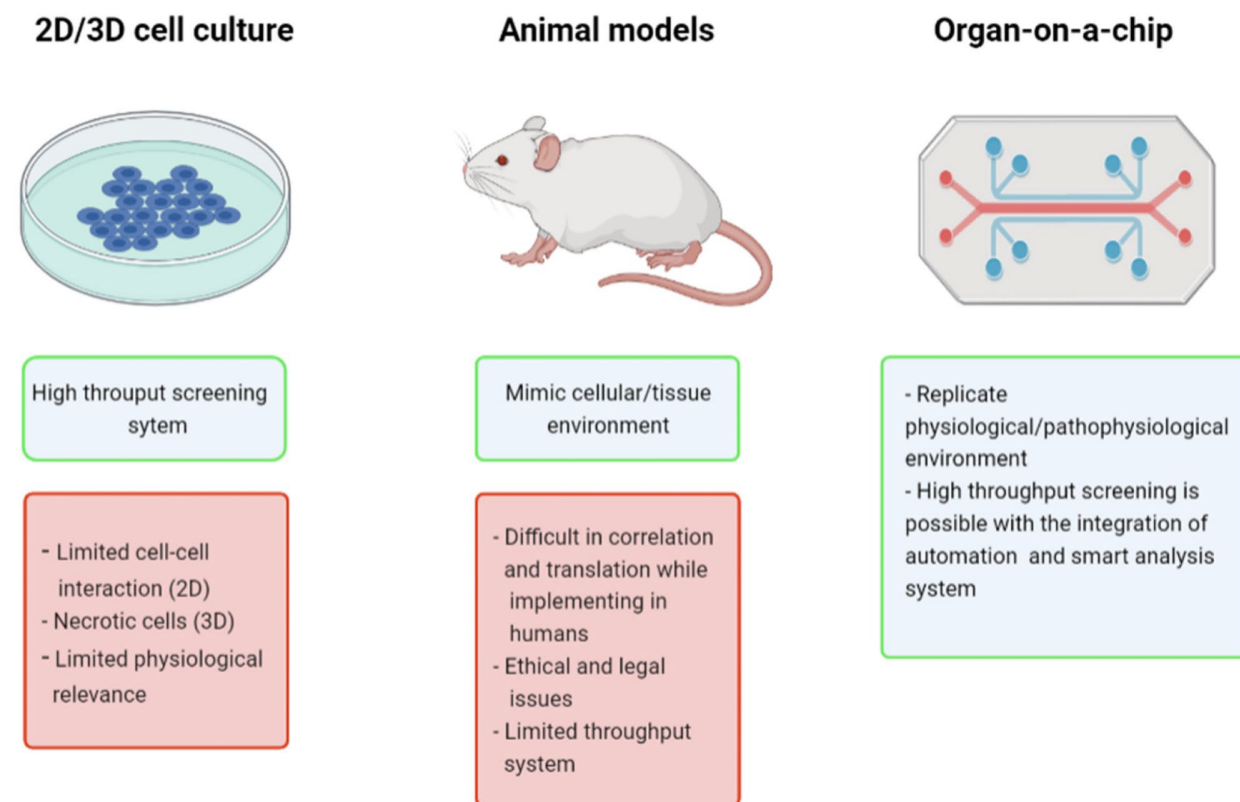 2D/3D cell culture
High throuput screening
sytem
- Limited cell-cell
interaction (2D)
- Necrotic cells (3D)
- Limited physiological
relevance
Animal models
Mimic cellular/tissue
environment
- Difficult in correlation
and translation while
implementing in
humans
- Ethical and legal
issues
- Limited throughput
system
Organ-on-a-chip
- Replicate
physiological/pathophysiological
environment
- High throughput screening is
possible with the integration of
automation and smart analysis
system